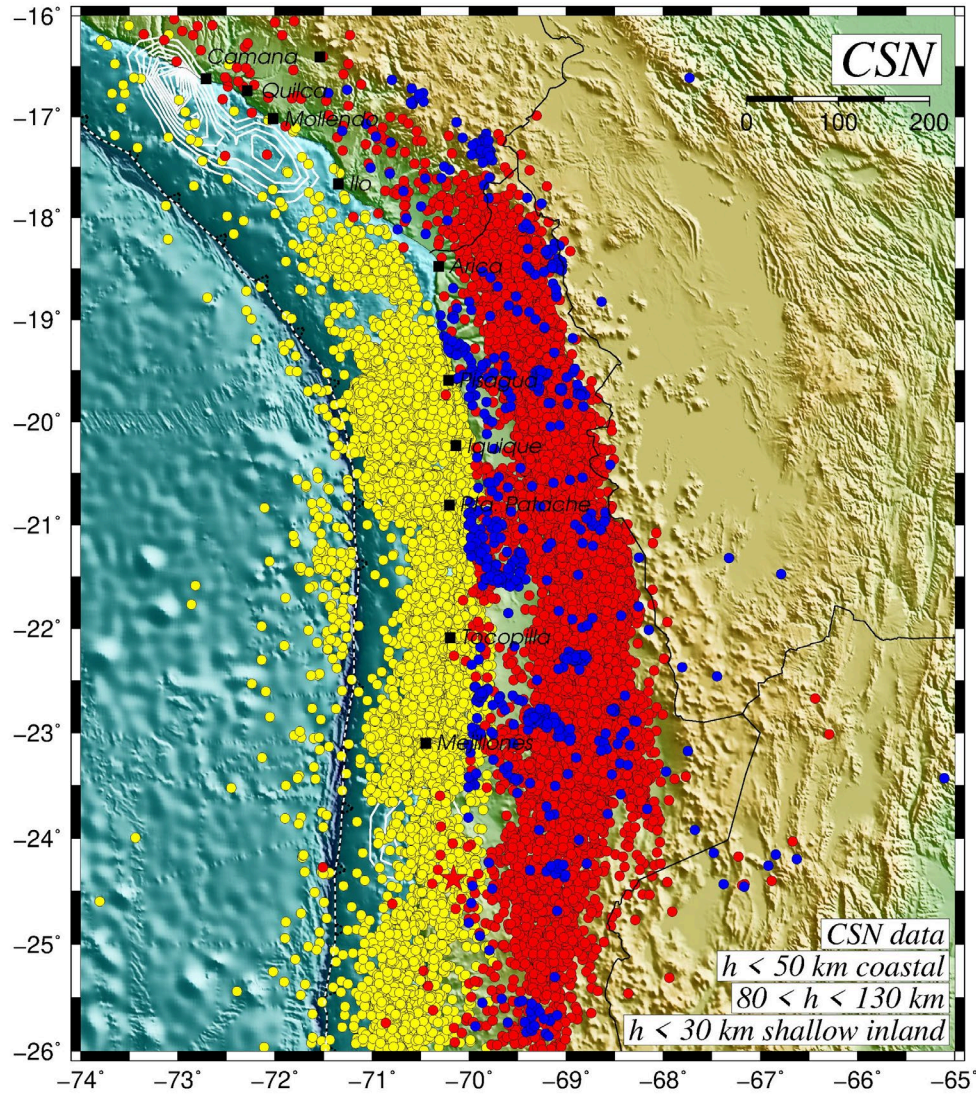 −16°
−17°
−18°
−19°
−20°
−21°
−22°
−23°
−24°
−25°
−26°
CSN
0 100 200
Camana
Quilca
Mollendo
Ilo
Arica
Pisagua
Iquique
Pta. Patache
Tocopilla
Mejillones
CSN data
h < 50 km coastal
80 < h < 130 km
h < 30 km shallow inland
−74° −73° −72° −71° −70° −69° −68° −67° −66° −65°